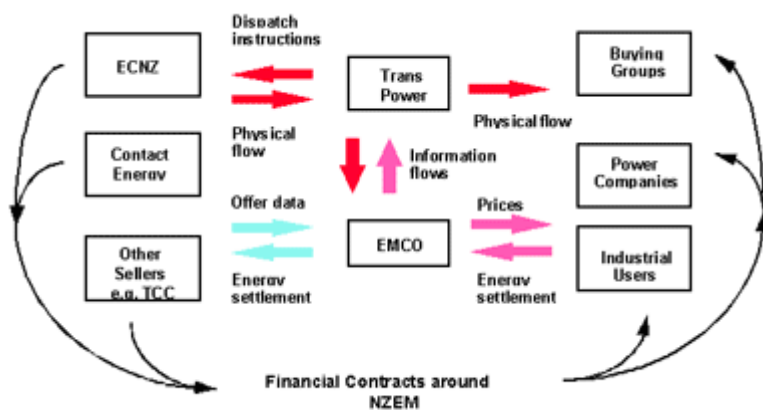 Dispatch
instructions
ECNZ
Trans
Power
Buying
Groups
Physical
flow
Physical flow
Contact
Energy
Information
flows
Power
Companies
Offer data
Prices
Other
Sellers
e.g. TCC
EMCO
Industrial
Users
Energy
settlement
Energy
settlement
Financial Contracts around
NZEM